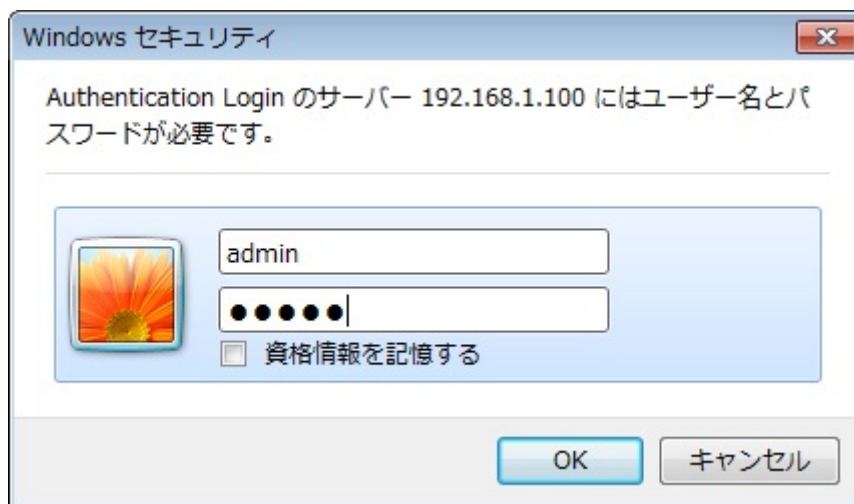 Windows セキュリティ
Authentication Login のサーバー 192.168.1.100 にはユーザー名とパ
スワードが必要です。
admin
●●●●●
資格情報を記憶する
OK
キャンセル